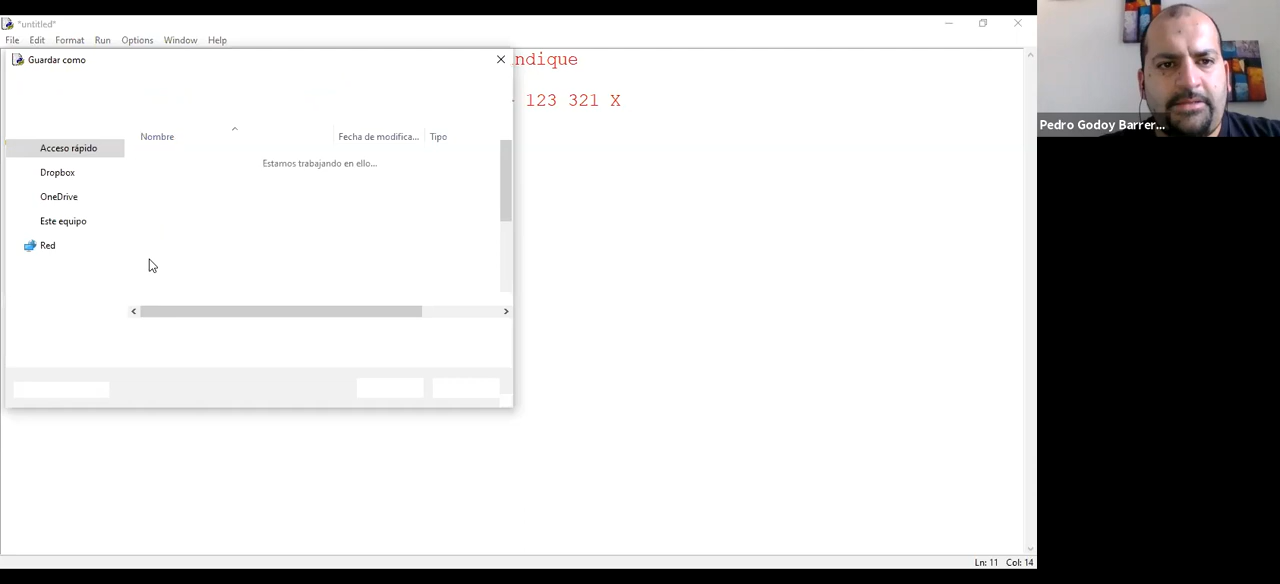 *untitled*
File Edit Format Run Options Window Help
Guardar como
ndique
123 321 X
Nombre Fecha de modifica... Tipo
Acceso rápido
Estamos trabajando en ello...
Dropbox
OneDrive
Este equipo
Red
Pedro Godoy Barrer...
Ln: 11 Col: 14